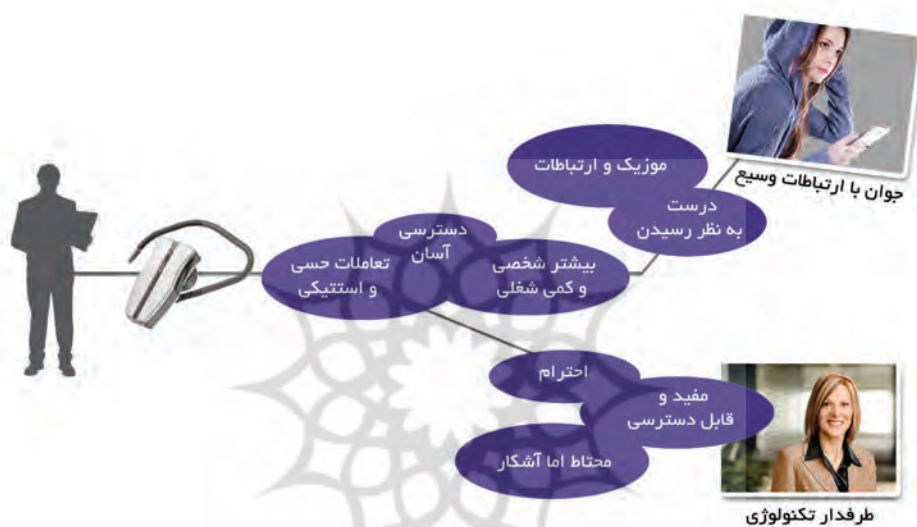 موزیک و ارتباطات
جوان با ارتباطات وسیع
درست
به نظر رسیدن
دسترسی
آسان
تعاملات حسی
و استتیکی
بیشتر شخصی
و کمی شغلی
احترام
مفید و
قابل دسترسی
محتاط اما آشکار
طرفدار تکنولوژی